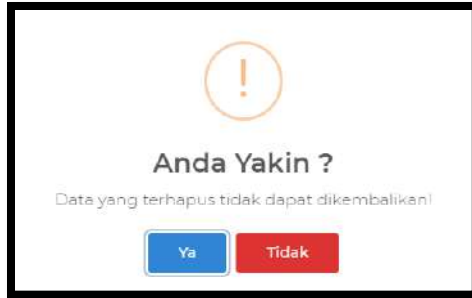 !
Anda Yakin ?
Data yang terhapus tidak dapat dikembalikan!
Ya
Tidak